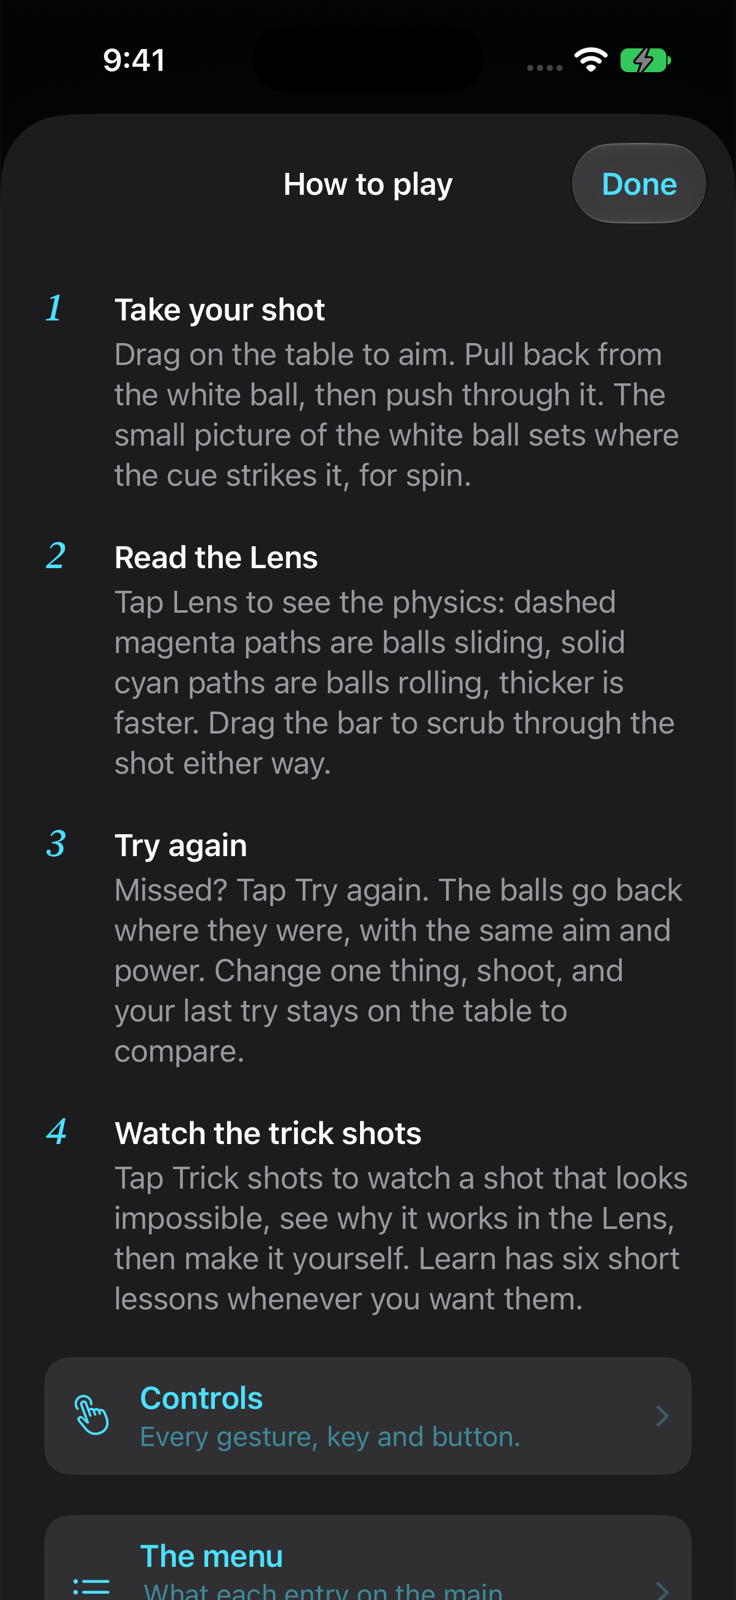 9:41
How to play
Done
1
Take your shot
Drag on the table to aim. Pull back from
the white ball, then push through it. The
small picture of the white ball sets where
the cue strikes it, for spin.
2
Read the Lens
Tap Lens to see the physics: dashed
magenta paths are balls sliding, solid
cyan paths are balls rolling, thicker is
faster. Drag the bar to scrub through the
shot either way.
3
Try again
Missed? Tap Try again. The balls go back
where they were, with the same aim and
power. Change one thing, shoot, and
your last try stays on the table to
compare.
4
Watch the trick shots
Tap Trick shots to watch a shot that looks
impossible, see why it works in the Lens,
then make it yourself. Learn has six short
lessons whenever you want them.
Controls
Every gesture, key and button.
The menu
What each entry on the main